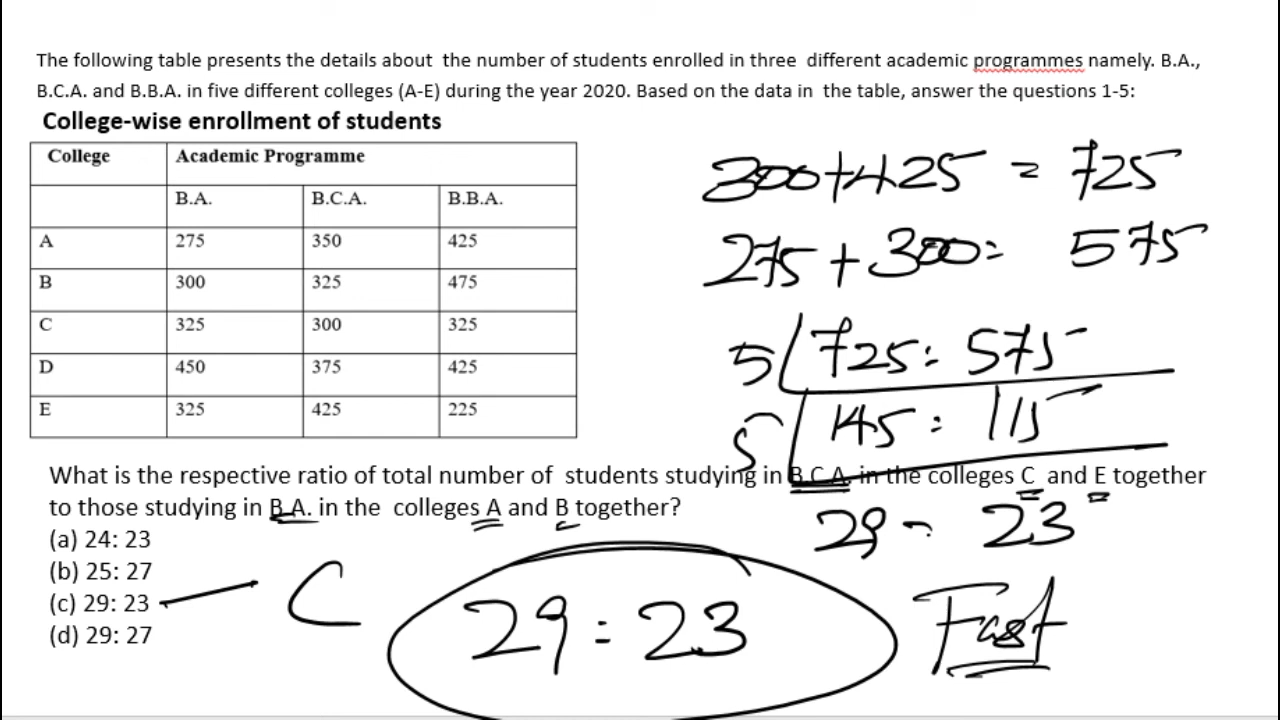 The following table presents the details about the number of students enrolled in three different academic programmes namely. B.A.,
B.C.A. and B.B.A. in five different colleges (A-E) during the year 2020. Based on the data in the table, answer the questions 1-5:
College-wise enrollment of students
College Academic Programme
B.A. B.C.A. B.B.A.
A 275 350 425
B 300 325 475
C 325 300 325
D 450 375 425
E 325 425 225
300+425 = 725
275 + 300= 575
5 725: 575
5 145: 115
29 = 23
What is the respective ratio of total number of students studying in B.C.A. in the colleges C and E together
to those studying in B.A. in the colleges A and B together?
(a) 24: 23
(b) 25: 27
(c) 29: 23
(d) 29: 27
C
29 = 23
Fast